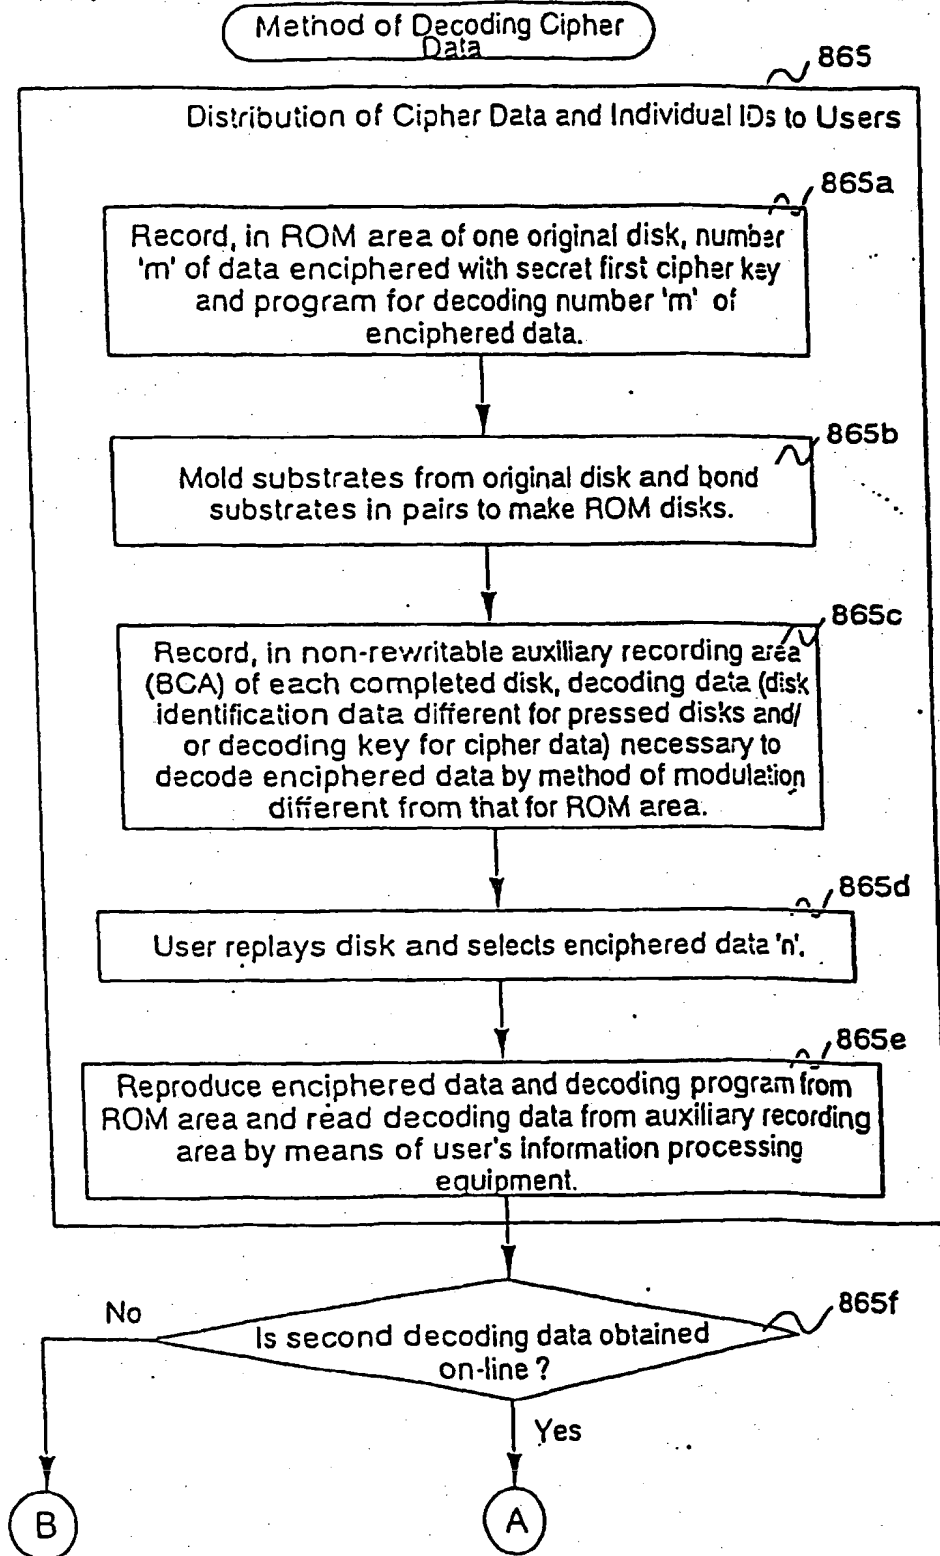 Method of Decoding Cipher
Data
865
Distribution of Cipher Data and Individual IDs to Users
865a
Record, in ROM area of one original disk, number
'm' of data enciphered with secret first cipher key
and program for decoding number 'm' of
enciphered data.
865b
Mold substrates from original disk and bond
substrates in pairs to make ROM disks.
865c
Record, in non-rewritable auxiliary recording area
(BCA) of each completed disk, decoding data (disk
identification data different for pressed disks and/
or decoding key for cipher data) necessary to
decode enciphered data by method of modulation
different from that for ROM area.
865d
User replays disk and selects enciphered data 'n'.
865e
Reproduce enciphered data and decoding program from
ROM area and read decoding data from auxiliary recording
area by means of user's information processing
equipment.
865f
No
Is second decoding data obtained
on-line ?
Yes
B
A